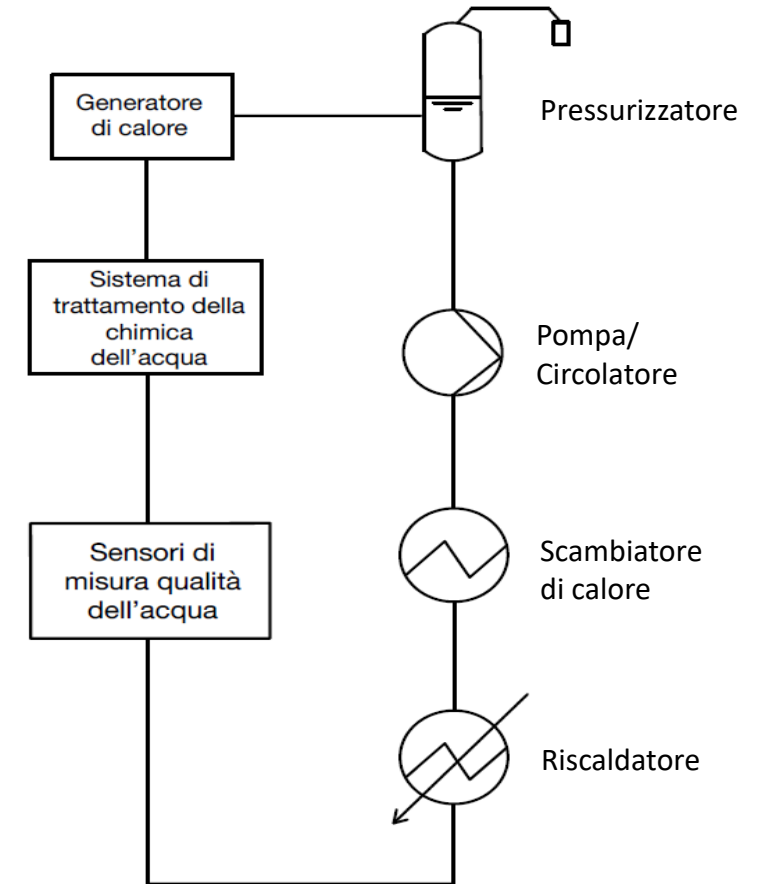 Generatore
di calore
Pressurizzatore
Sistema di
trattamento della
chimica
dell'acqua
Pompa/
Circolatore
Sensori di
misura qualità
dell'acqua
Scambiatore
di calore
Riscaldatore